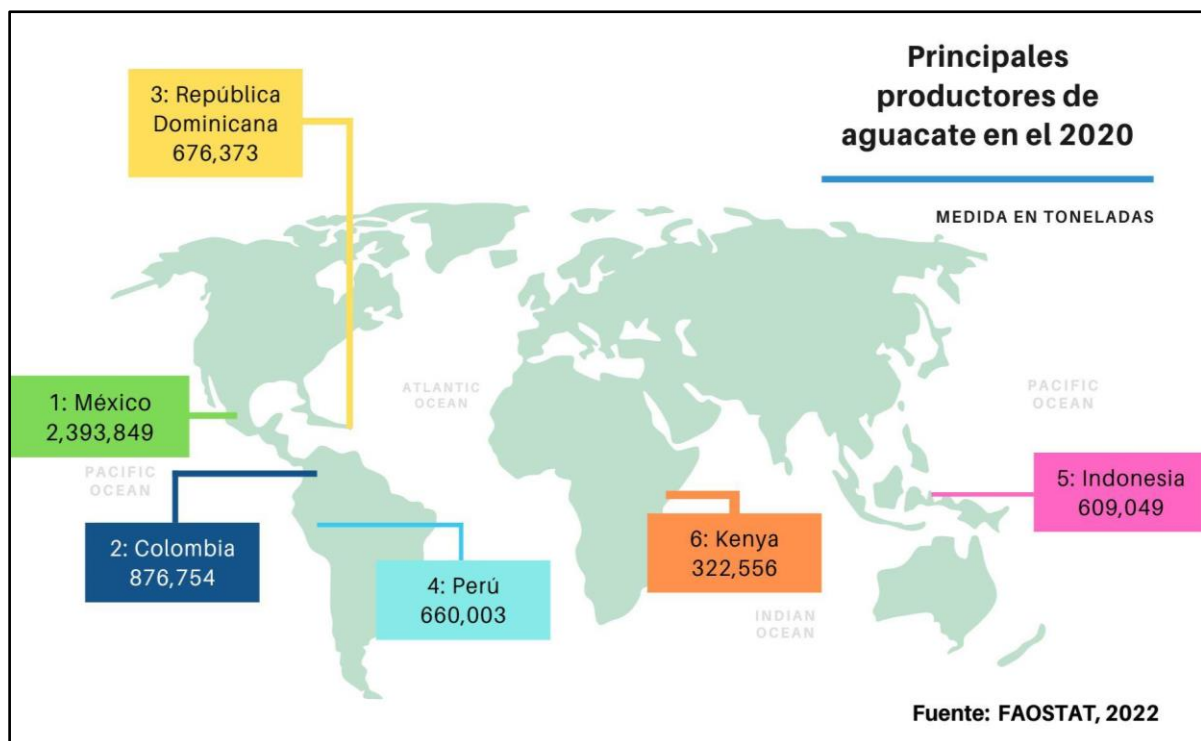 Principales
productores de
aguacate en el 2020
MEDIDA EN TONELADAS
3: República
Dominicana
676,373
1: México
2,393,849
2: Colombia
876,754
4: Perú
660,003
6: Kenya
322,556
5: Indonesia
609,049
ATLANTIC
OCEAN
PACIFIC
OCEAN
PACIFIC
OCEAN
INDIAN
OCEAN
Fuente: FAOSTAT, 2022